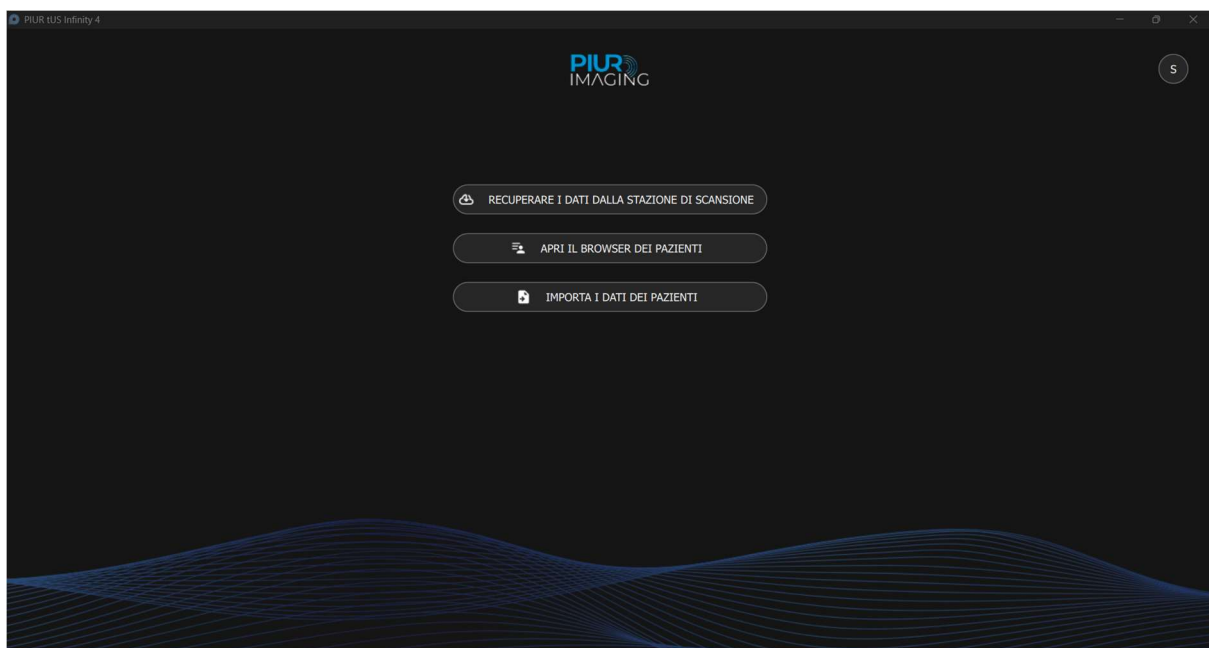 PIUR tUS Infinity 4
PIUR
IMAGING
S
RECUPERARE I DATI DALLA STAZIONE DI SCANSIONE
APRI IL BROWSER DEI PAZIENTI
IMPORTA I DATI DEI PAZIENTI